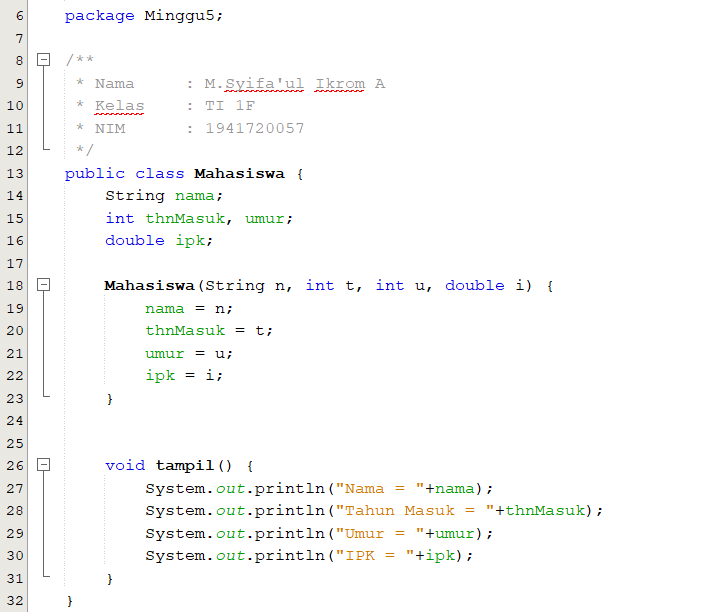 6 package Minggu5;
7
8 /**
9 * Nama : M.Syifa'ul Ikrom A
10 * Kelas : TI 1F
11 * NIM : 1941720057
12 */
13 public class Mahasiswa {
14 String nama;
15 int thnMasuk, umur;
16 double ipk;
17
18 Mahasiswa(String n, int t, int u, double i) {
19 nama = n;
20 thnMasuk = t;
21 umur = u;
22 ipk = i;
23 }
24
25
26 void tampil() {
27 System.out.println("Nama = "+nama);
28 System.out.println("Tahun Masuk = "+thnMasuk);
29 System.out.println("Umur = "+umur);
30 System.out.println("IPK = "+ipk);
31 }
32 }